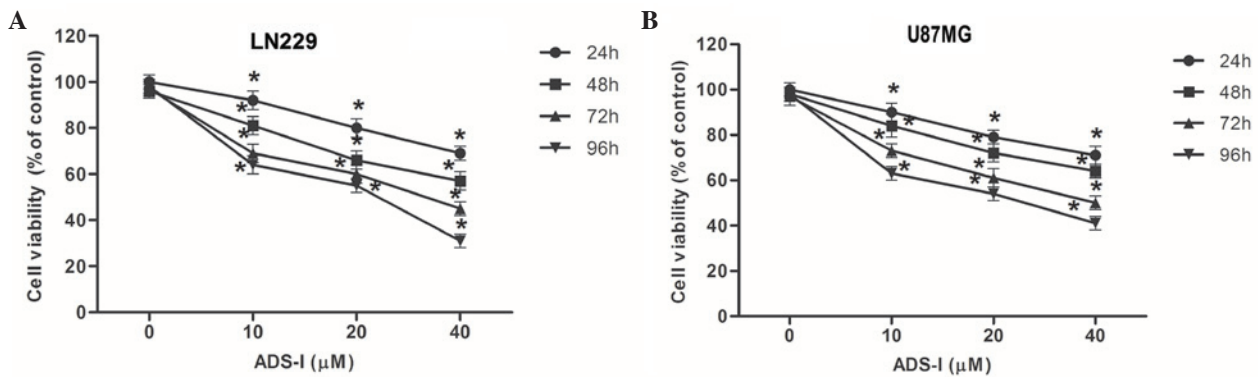 A
LN229
Cell viability (% of control)
120
100
80
60
40
20
0
0 10 20 40
ADS-I (μM)
24h
48h
72h
96h
* * * * * * * * * * * *
B
U87MG
Cell viability (% of control)
120
100
80
60
40
20
0
0 10 20 40
ADS-I (μM)
24h
48h
72h
96h
* * * * * * * * * * * *